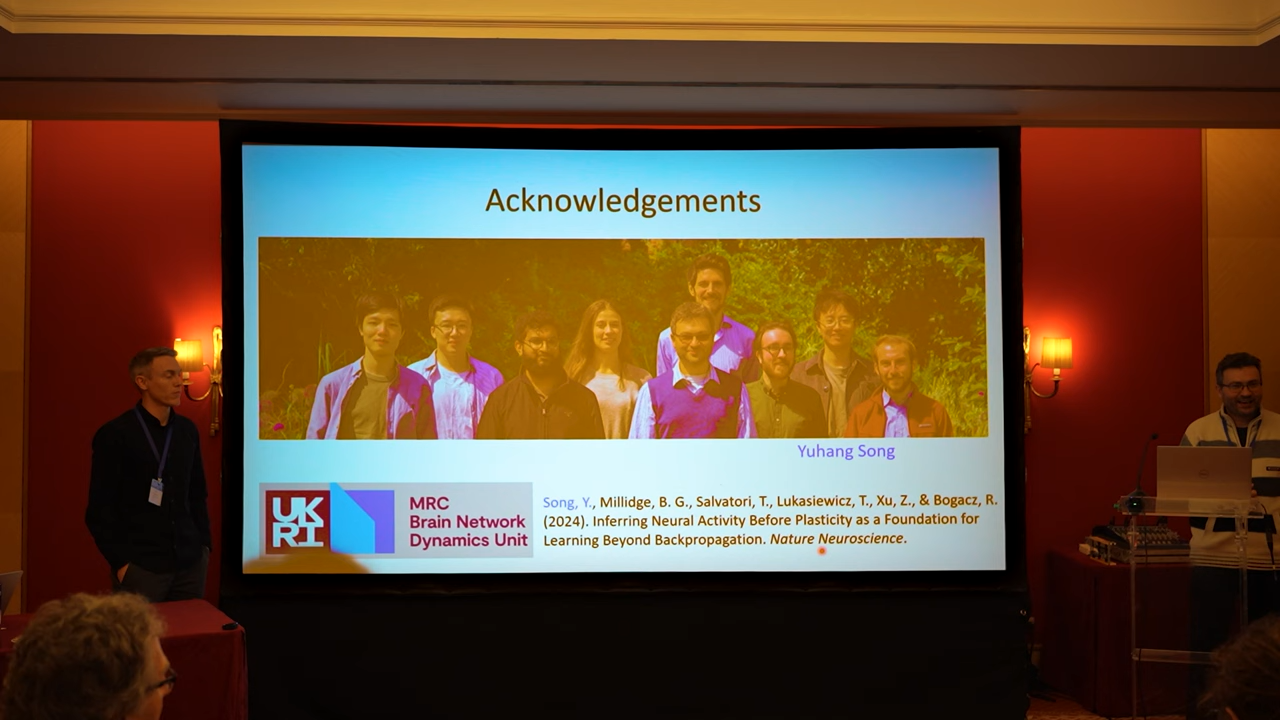 Acknowledgements
Yuhang Song
UK
RI
MRC
Brain Network
Dynamics Unit
Song, Y., Millidge, B. G., Salvatori, T., Lukasiewicz, T., Xu, Z., & Bogacz, R.
(2024). Inferring Neural Activity Before Plasticity as a Foundation for
Learning Beyond Backpropagation. Nature Neuroscience.